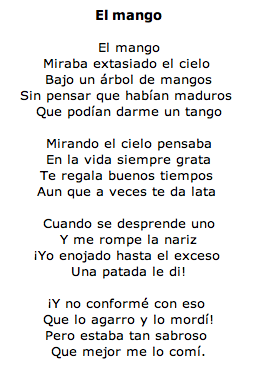 El mango
El mango
Miraba extasiado el cielo
Bajo un árbol de mangos
Sin pensar que habían maduros
Que podían darme un tango
Mirando el cielo pensaba
En la vida siempre grata
Te regala buenos tiempos
Aun que a veces te da lata
Cuando se desprende uno
Y me rompe la nariz
¡Yo enojado hasta el exceso
Una patada le di!
¡Y no conformé con eso
Que lo agarro y lo mordí!
Pero estaba tan sabroso
Que mejor me lo comí.